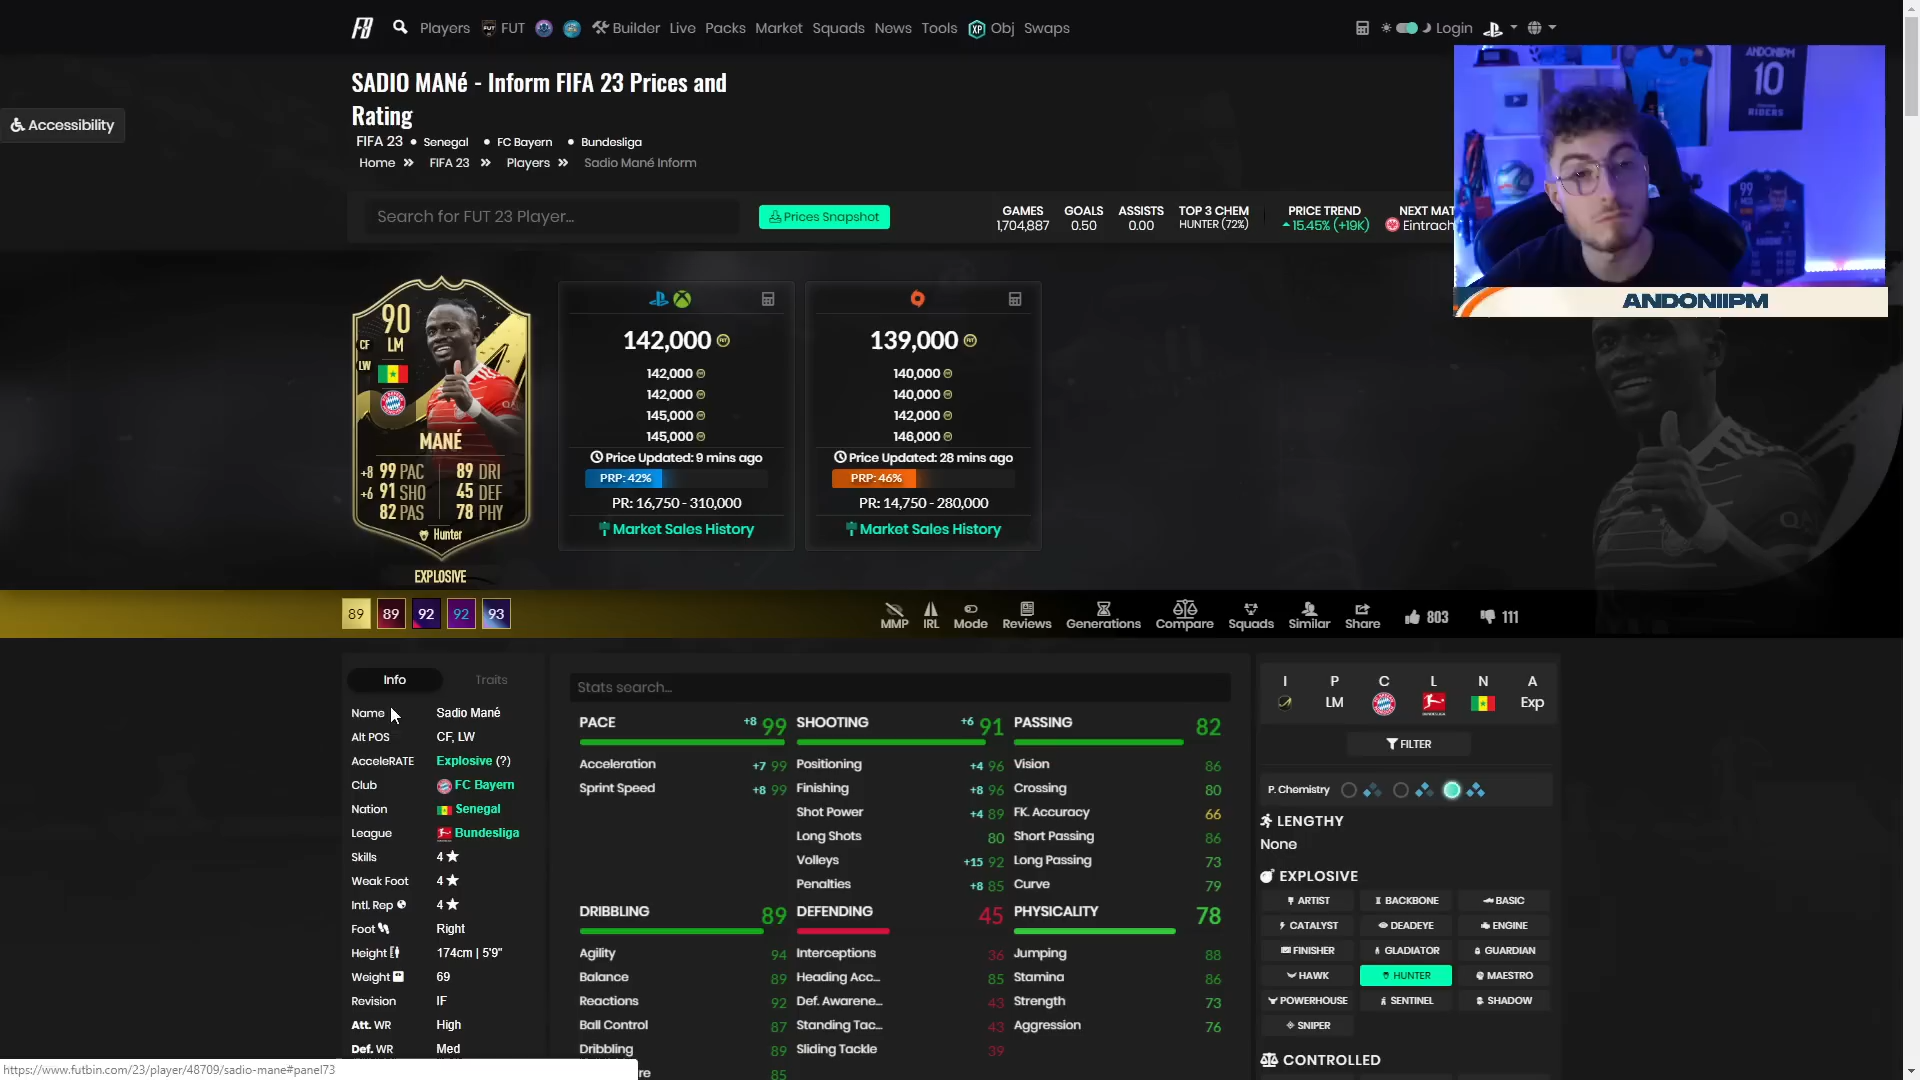 Players FUT Builder Live Packs Market Squads News Tools XP Obj Swaps Login
SADIO MANé - Inform FIFA 23 Prices and
Rating
Accessibility
FIFA 23 • Senegal • FC Bayern • Bundesliga
Home » FIFA 23 » Players » Sadio Mané Inform
Search for FUT 23 Player...
Prices Snapshot
GAMES GOALS ASSISTS TOP 3 CHEM PRICE TREND NEXT MAT
1,704,887 0.50 0.00 HUNTER (72%) 15.45% (+19K) Eintrach
ANDONIIPM
10
RIDERS
ANDONIIPM
90
LM
CF
LW
MANÉ
+8 99 PAC 89 DRI
+6 91 SHO 45 DEF
82 PAS 78 PHY
Hunter
EXPLOSIVE
142,000
142,000
142,000
145,000
145,000
Price Updated: 9 mins ago
PRP: 42%
PR: 16,750 - 310,000
Market Sales History
139,000
140,000
140,000
142,000
146,000
Price Updated: 28 mins ago
PRP: 46%
PR: 14,750 - 280,000
Market Sales History
89 89 92 92 93
MMP IRL Mode Reviews Generations Compare Squads Similar Share 803 111
Info Traits
Name Sadio Mané
Alt POS CF, LW
AcceleRATE Explosive (?)
Club FC Bayern
Nation Senegal
League Bundesliga
Skills 4
Weak Foot 4
Intl. Rep 4
Foot Right
Height 174cm | 5'9"
Weight 69
Revision IF
Att. WR High
Def. WR Med
Stats search...
PACE +8 99
Acceleration +7 99
Sprint Speed +8 99
SHOOTING +6 91
Positioning +4 96
Finishing +8 96
Shot Power +4 89
Long Shots 80
Volleys +15 92
Penalties +8 85
PASSING 82
Vision 86
Crossing 80
FK. Accuracy 66
Short Passing 86
Long Passing 73
Curve 79
DRIBBLING 89
Agility 94
Balance 89
Reactions 92
Ball Control 87
Dribbling 89
re 85
DEFENDING 45
Interceptions 36
Heading Acc... 85
Def. Awarene... 43
Standing Tac... 43
Sliding Tackle 39
PHYSICALITY 78
Jumping 88
Stamina 86
Strength 73
Aggression 76
I P C L N A
LM Exp
FILTER
P. Chemistry
LENGTHY
None
EXPLOSIVE
ARTIST BACKBONE BASIC
CATALYST DEADEYE ENGINE
FINISHER GLADIATOR GUARDIAN
HAWK HUNTER MAESTRO
POWERHOUSE SENTINEL SHADOW
SNIPER
CONTROLLED
https://www.futbin.com/23/player/48709/sadio-mane#panel73